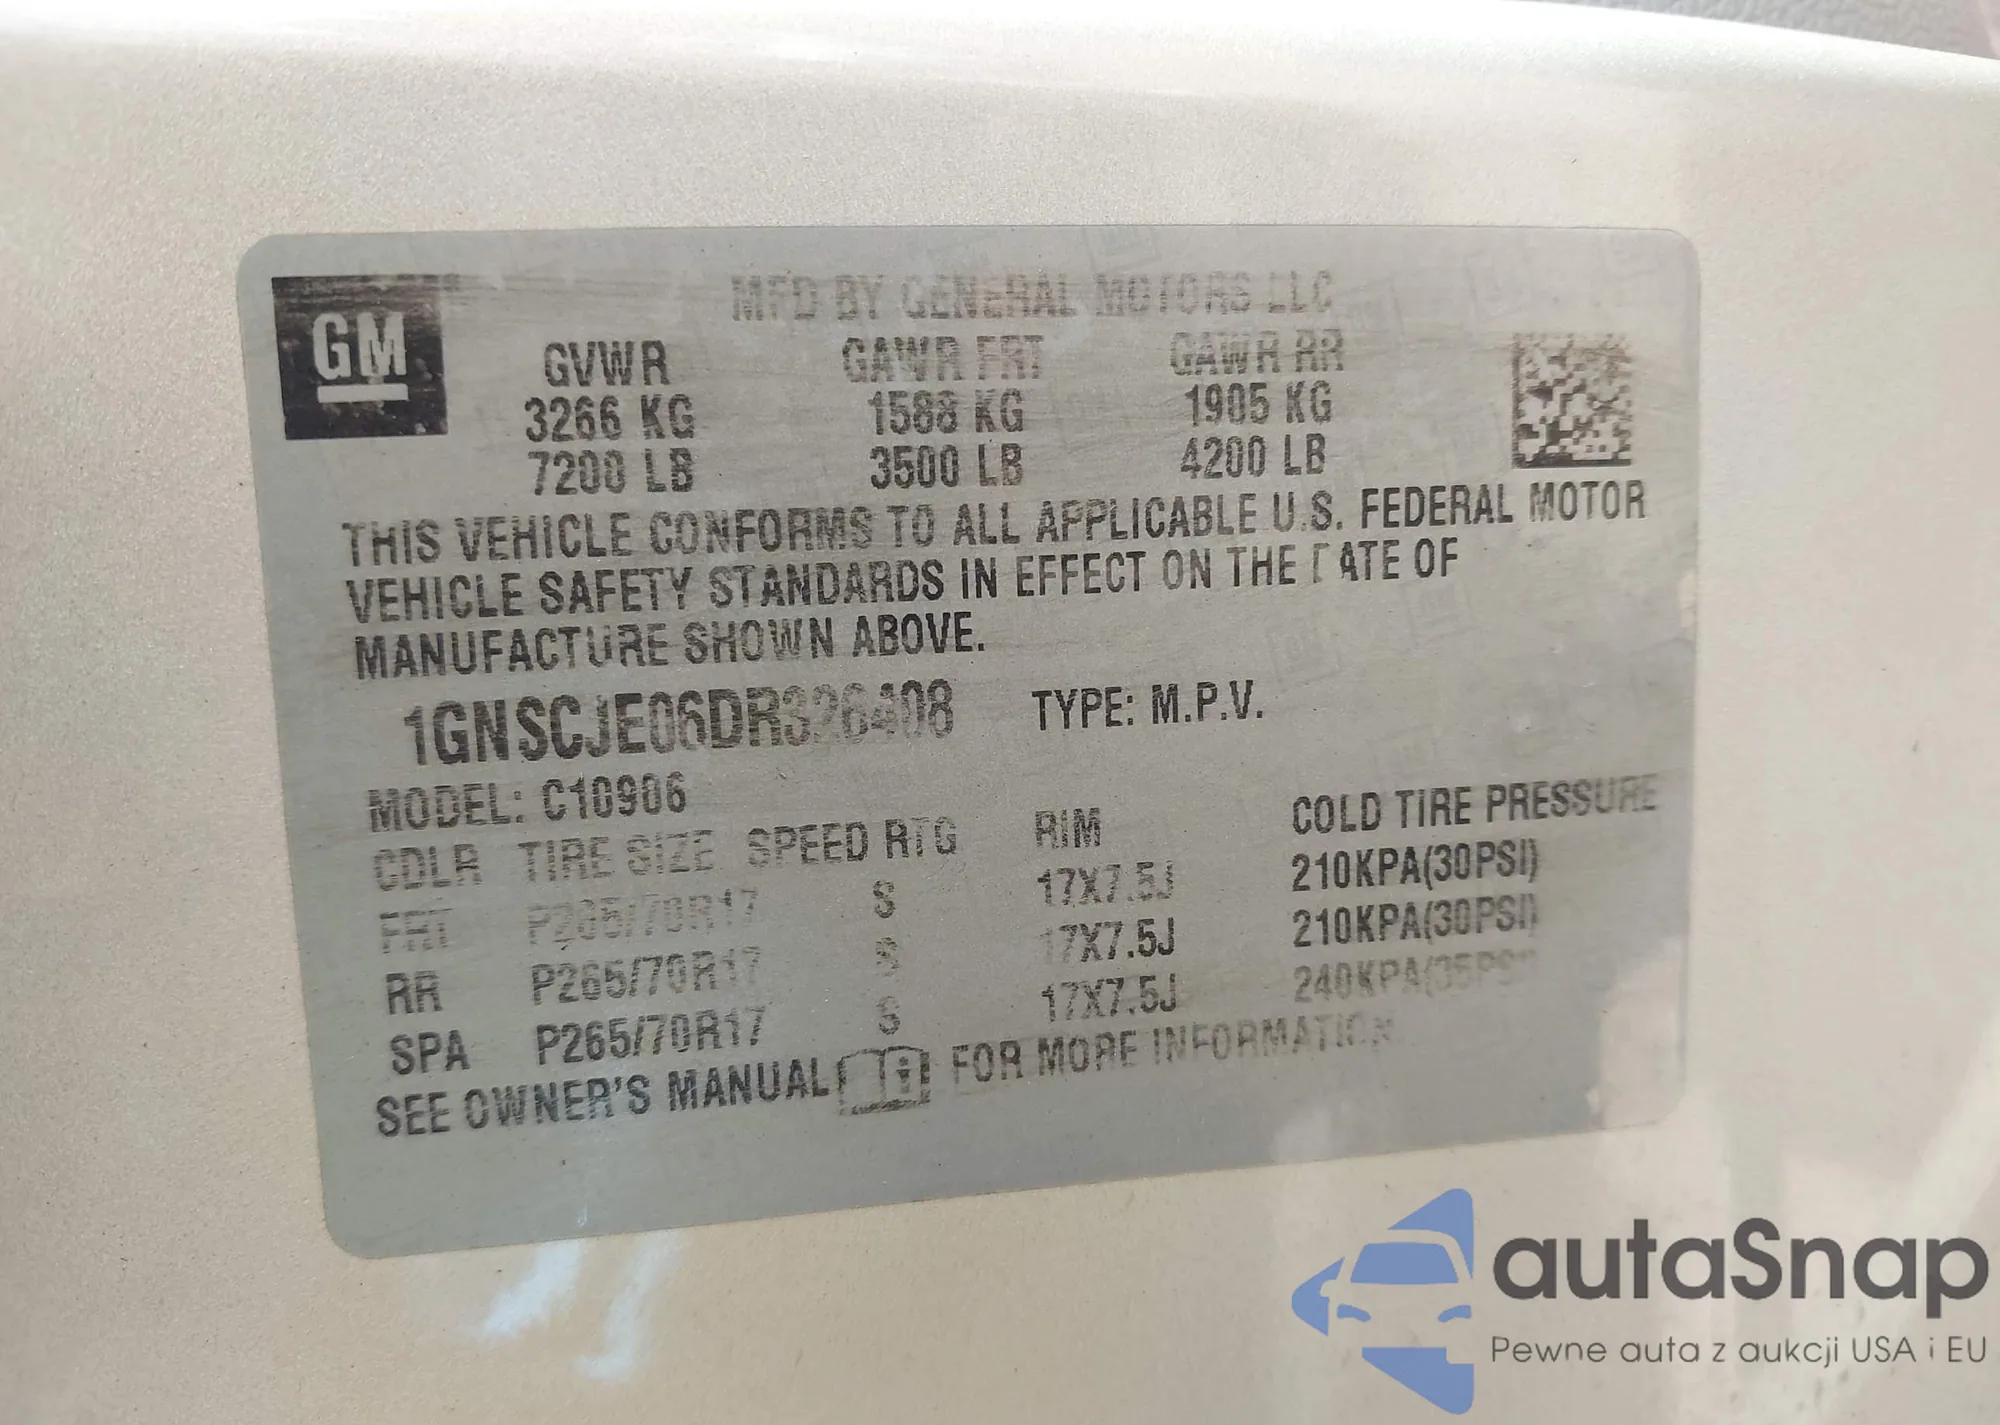 GM
MFD BY GENERAL MOTORS LLC
GVWR GAWR FRT GAWR RR
3266 KG 1588 KG 1905 KG
7200 LB 3500 LB 4200 LB
THIS VEHICLE CONFORMS TO ALL APPLICABLE U.S. FEDERAL MOTOR
VEHICLE SAFETY STANDARDS IN EFFECT ON THE DATE OF
MANUFACTURE SHOWN ABOVE.
1GNSCJE06DR326408 TYPE: M.P.V.
MODEL: C10906
COLR TIRE SIZE SPEED RTG RIM COLD TIRE PRESSURE
FRT P265/70R17 S 17X7.5J 210KPA(30PSI)
RR P265/70R17 S 17X7.5J 210KPA(30PSI)
SPA P265/70R17 S 17X7.5J 240KPA(35PSI)
SEE OWNER'S MANUAL FOR MORE INFORMATION
autaSnap
Pewne auta z aukcji USA i EU